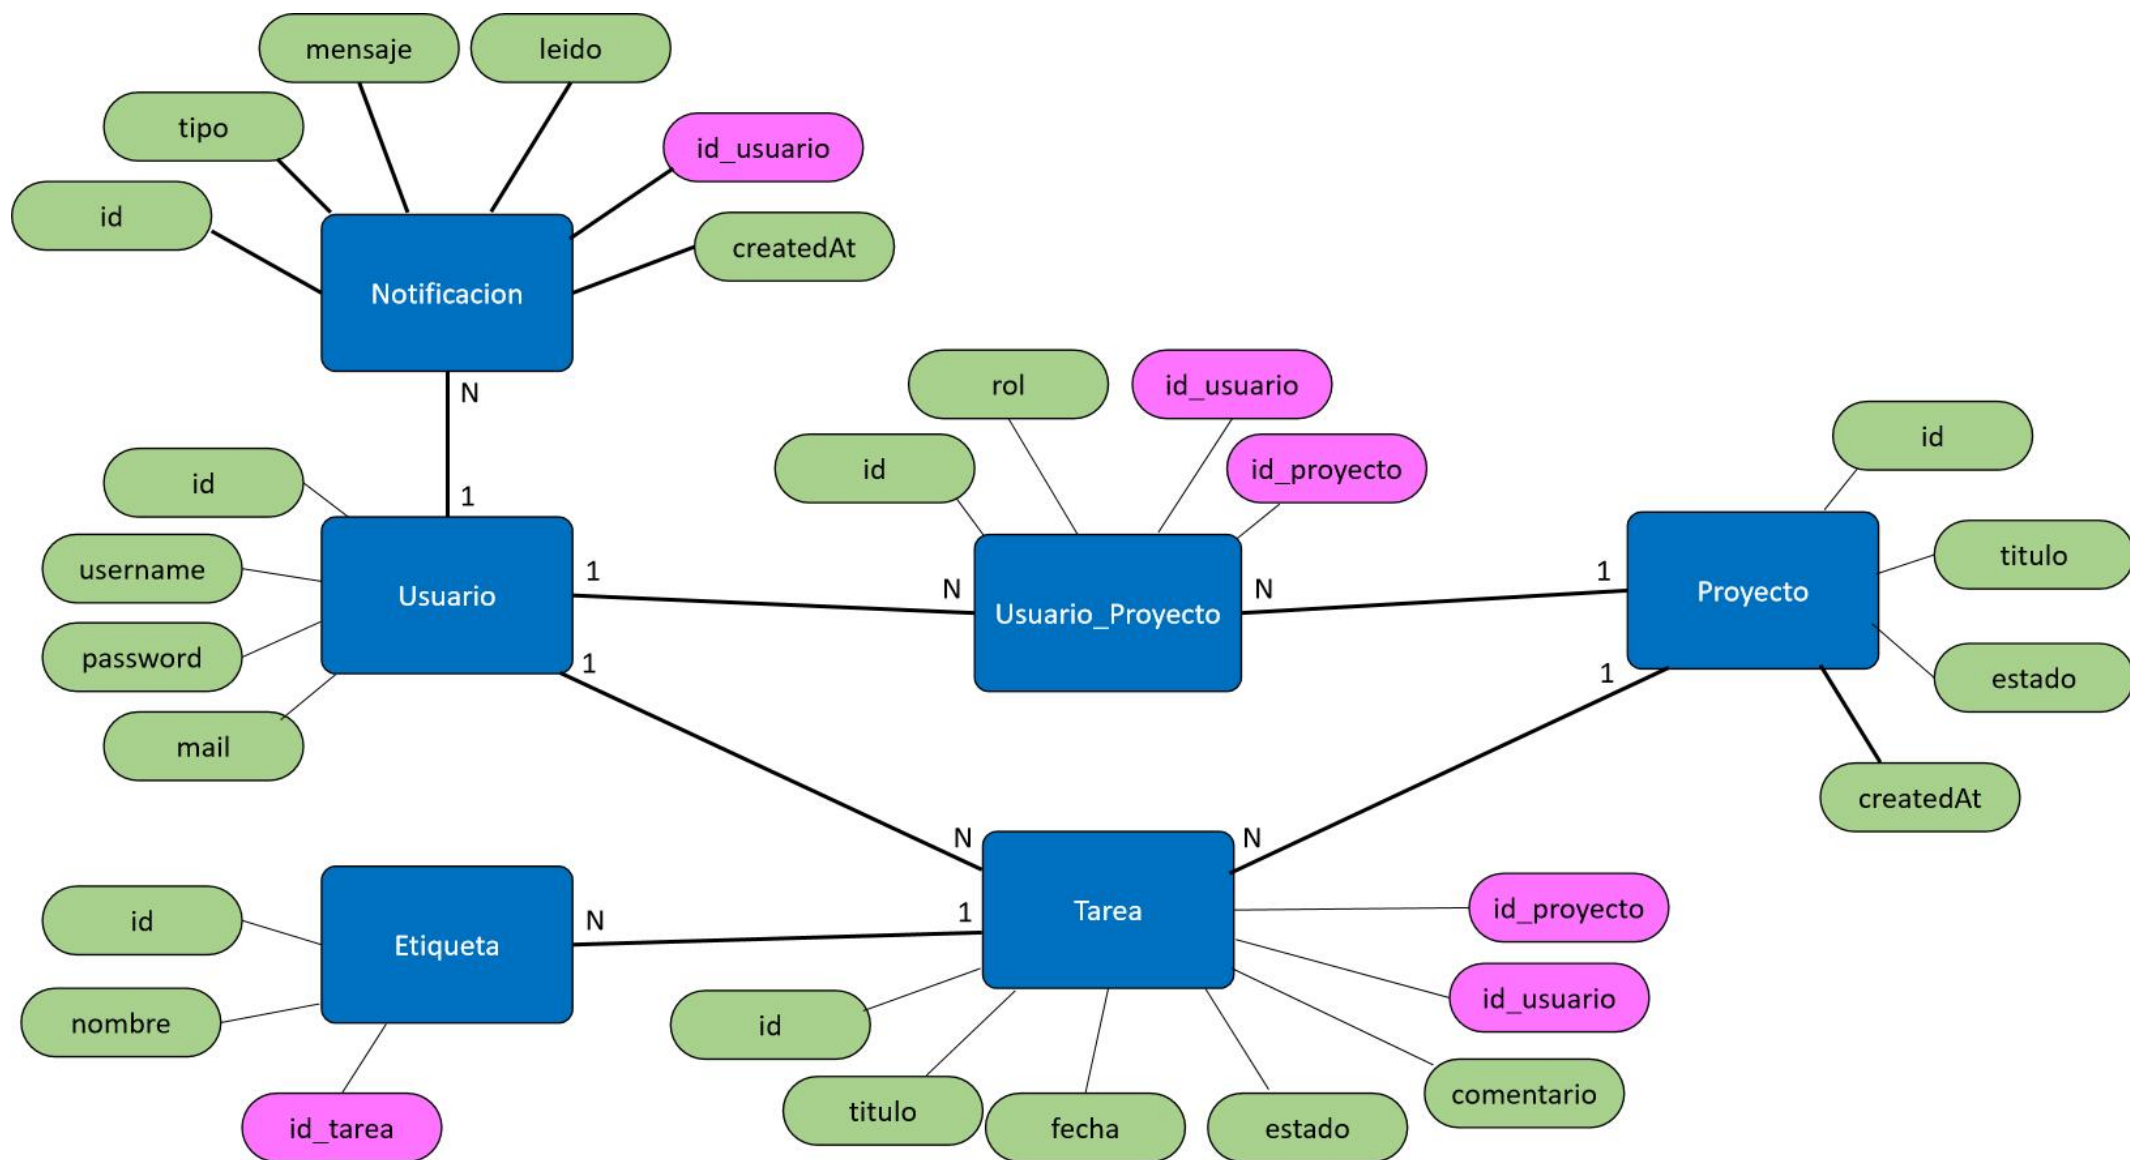 mensaje
leido
tipo
id_usuario
id
createdAt
Notificacion
N
1
id
username
password
mail
Usuario
1
1
rol
id_usuario
id
id_proyecto
N
Usuario_Proyecto
N
1
Proyecto
1
id
titulo
estado
createdAt
N
N
1
Tarea
id_proyecto
id_usuario
comentario
id
titulo
fecha
estado
N
Etiqueta
id
nombre
id_tarea